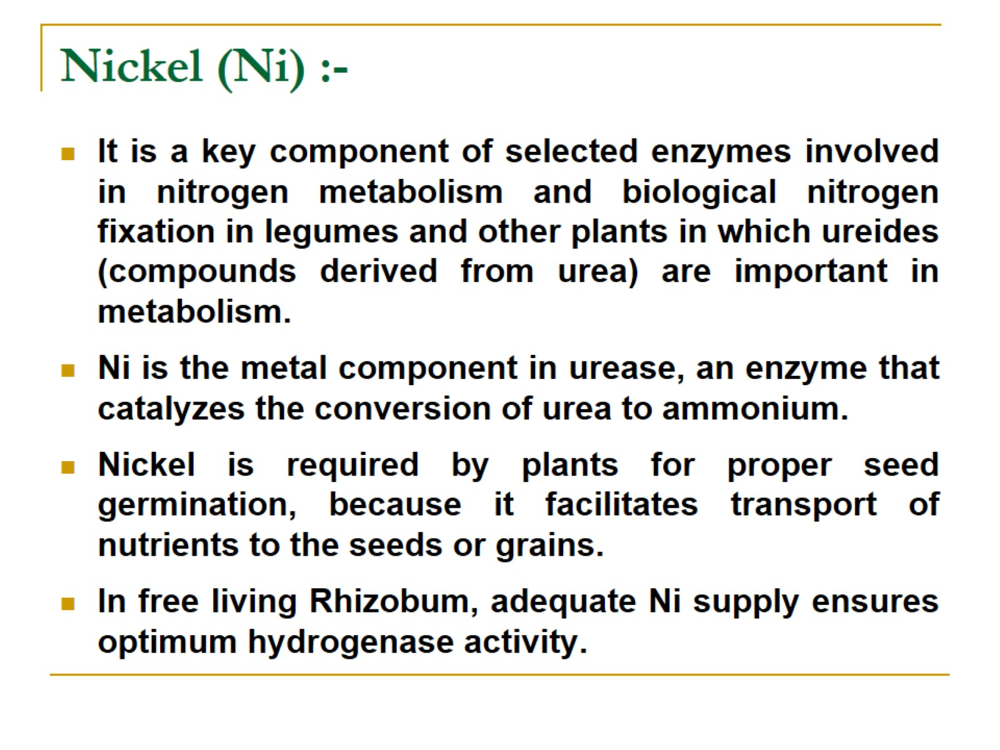 Nickel (Ni) :-
It is a key component of selected enzymes involved
in nitrogen metabolism and biological nitrogen
fixation in legumes and other plants in which ureides
(compounds derived from urea) are important in
metabolism.
Ni is the metal component in urease, an enzyme that
catalyzes the conversion of urea to ammonium.
Nickel is required by plants for proper seed
germination, because it facilitates transport of
nutrients to the seeds or grains.
In free living Rhizobum, adequate Ni supply ensures
optimum hydrogenase activity.